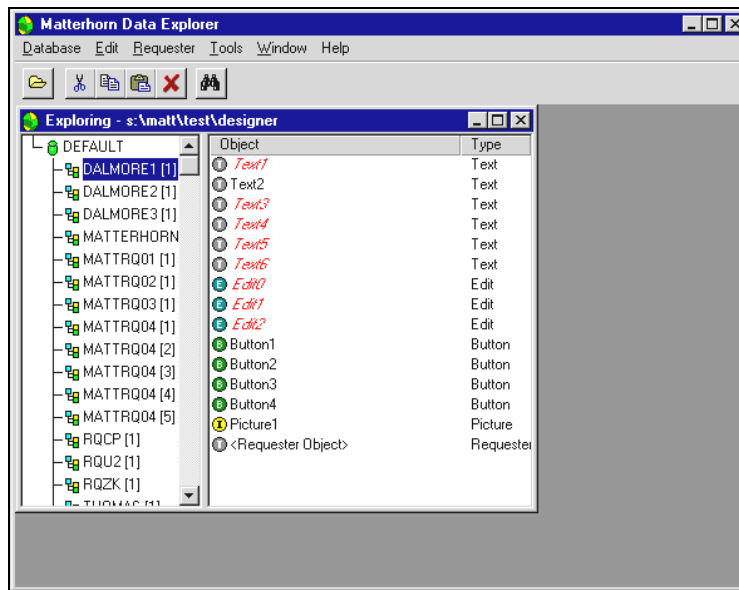 Matterhorn Data Explorer
Database Edit Requester Tools Window Help
Exploring - s:\matt\test\designer
DEFAULT
DALMORE1 [1]
DALMORE2 [1]
DALMORE3 [1]
MATTERHORN
MATTRQ01 [1]
MATTRQ02 [1]
MATTRQ03 [1]
MATTRQ04 [1]
MATTRQ04 [2]
MATTRQ04 [3]
MATTRQ04 [4]
MATTRQ04 [5]
RQCP [1]
RQU2 [1]
RQZK [1]
THOMAS [1]
Object Type
T Text1 Text
T Text2 Text
T Text3 Text
T Text4 Text
T Text5 Text
T Text6 Text
E Edit0 Edit
E Edit1 Edit
E Edit2 Edit
B Button1 Button
B Button2 Button
B Button3 Button
B Button4 Button
I Picture1 Picture
T <Requester Object> Requester